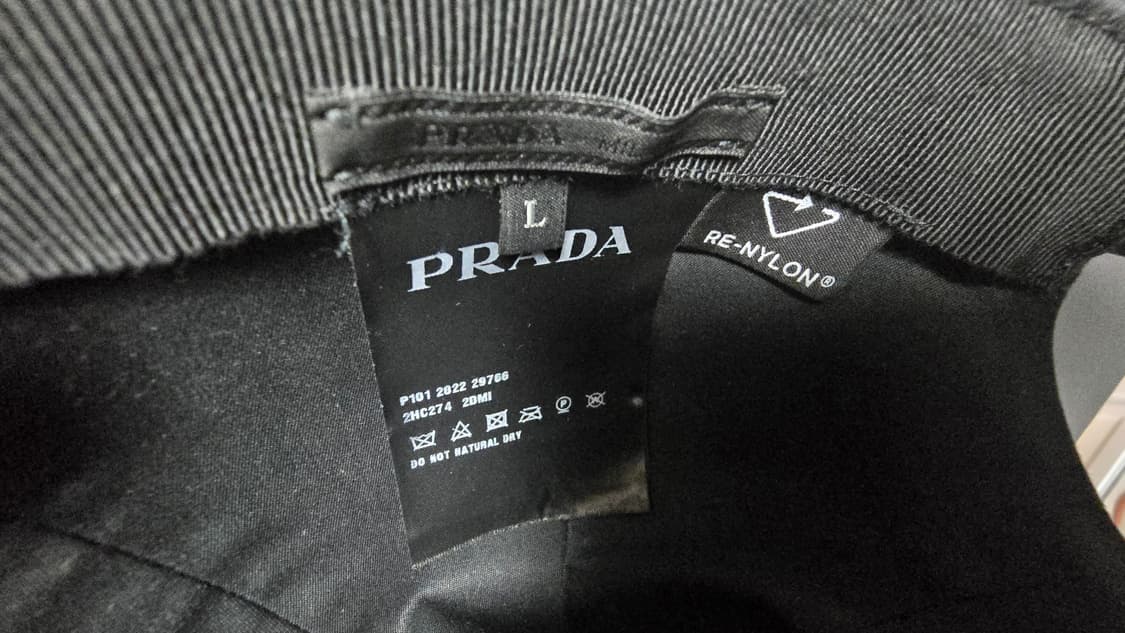 PRADA
L
PRADA
RE-NYLON®
P101 2022 29766
2HC274 2DMI
P
W
DO NOT NATURAL DRY